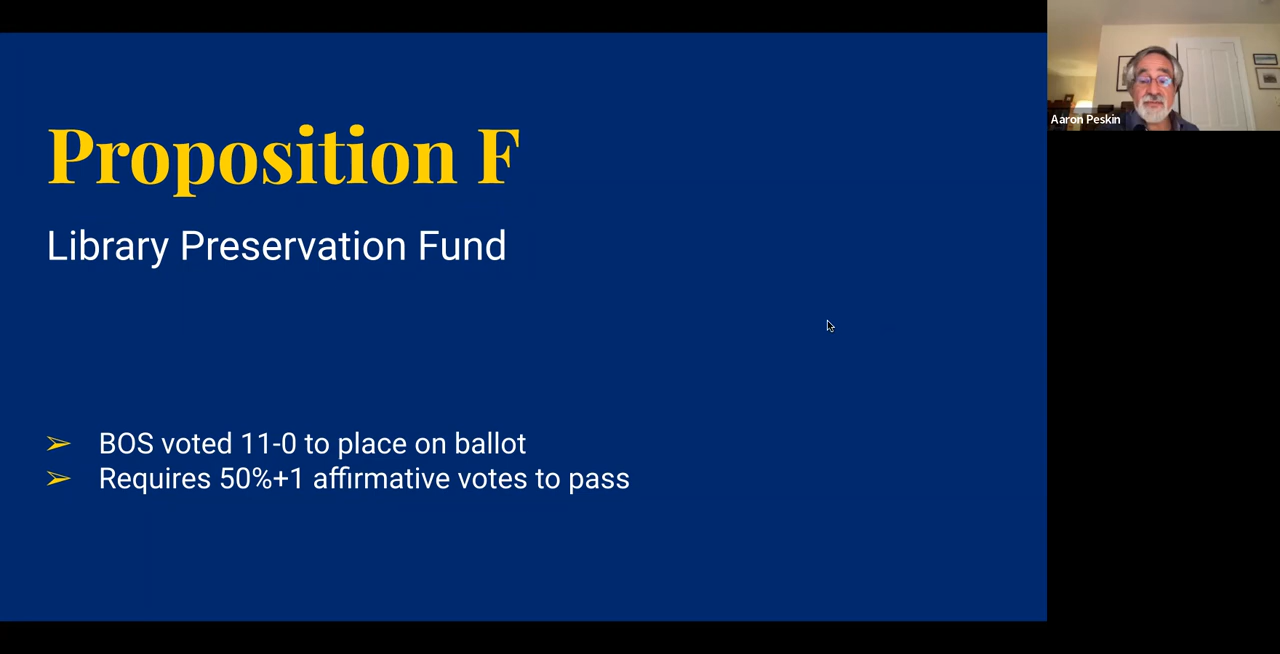 Proposition F
Library Preservation Fund
➢ BOS voted 11-0 to place on ballot
➢ Requires 50%+1 affirmative votes to pass
Aaron Peskin